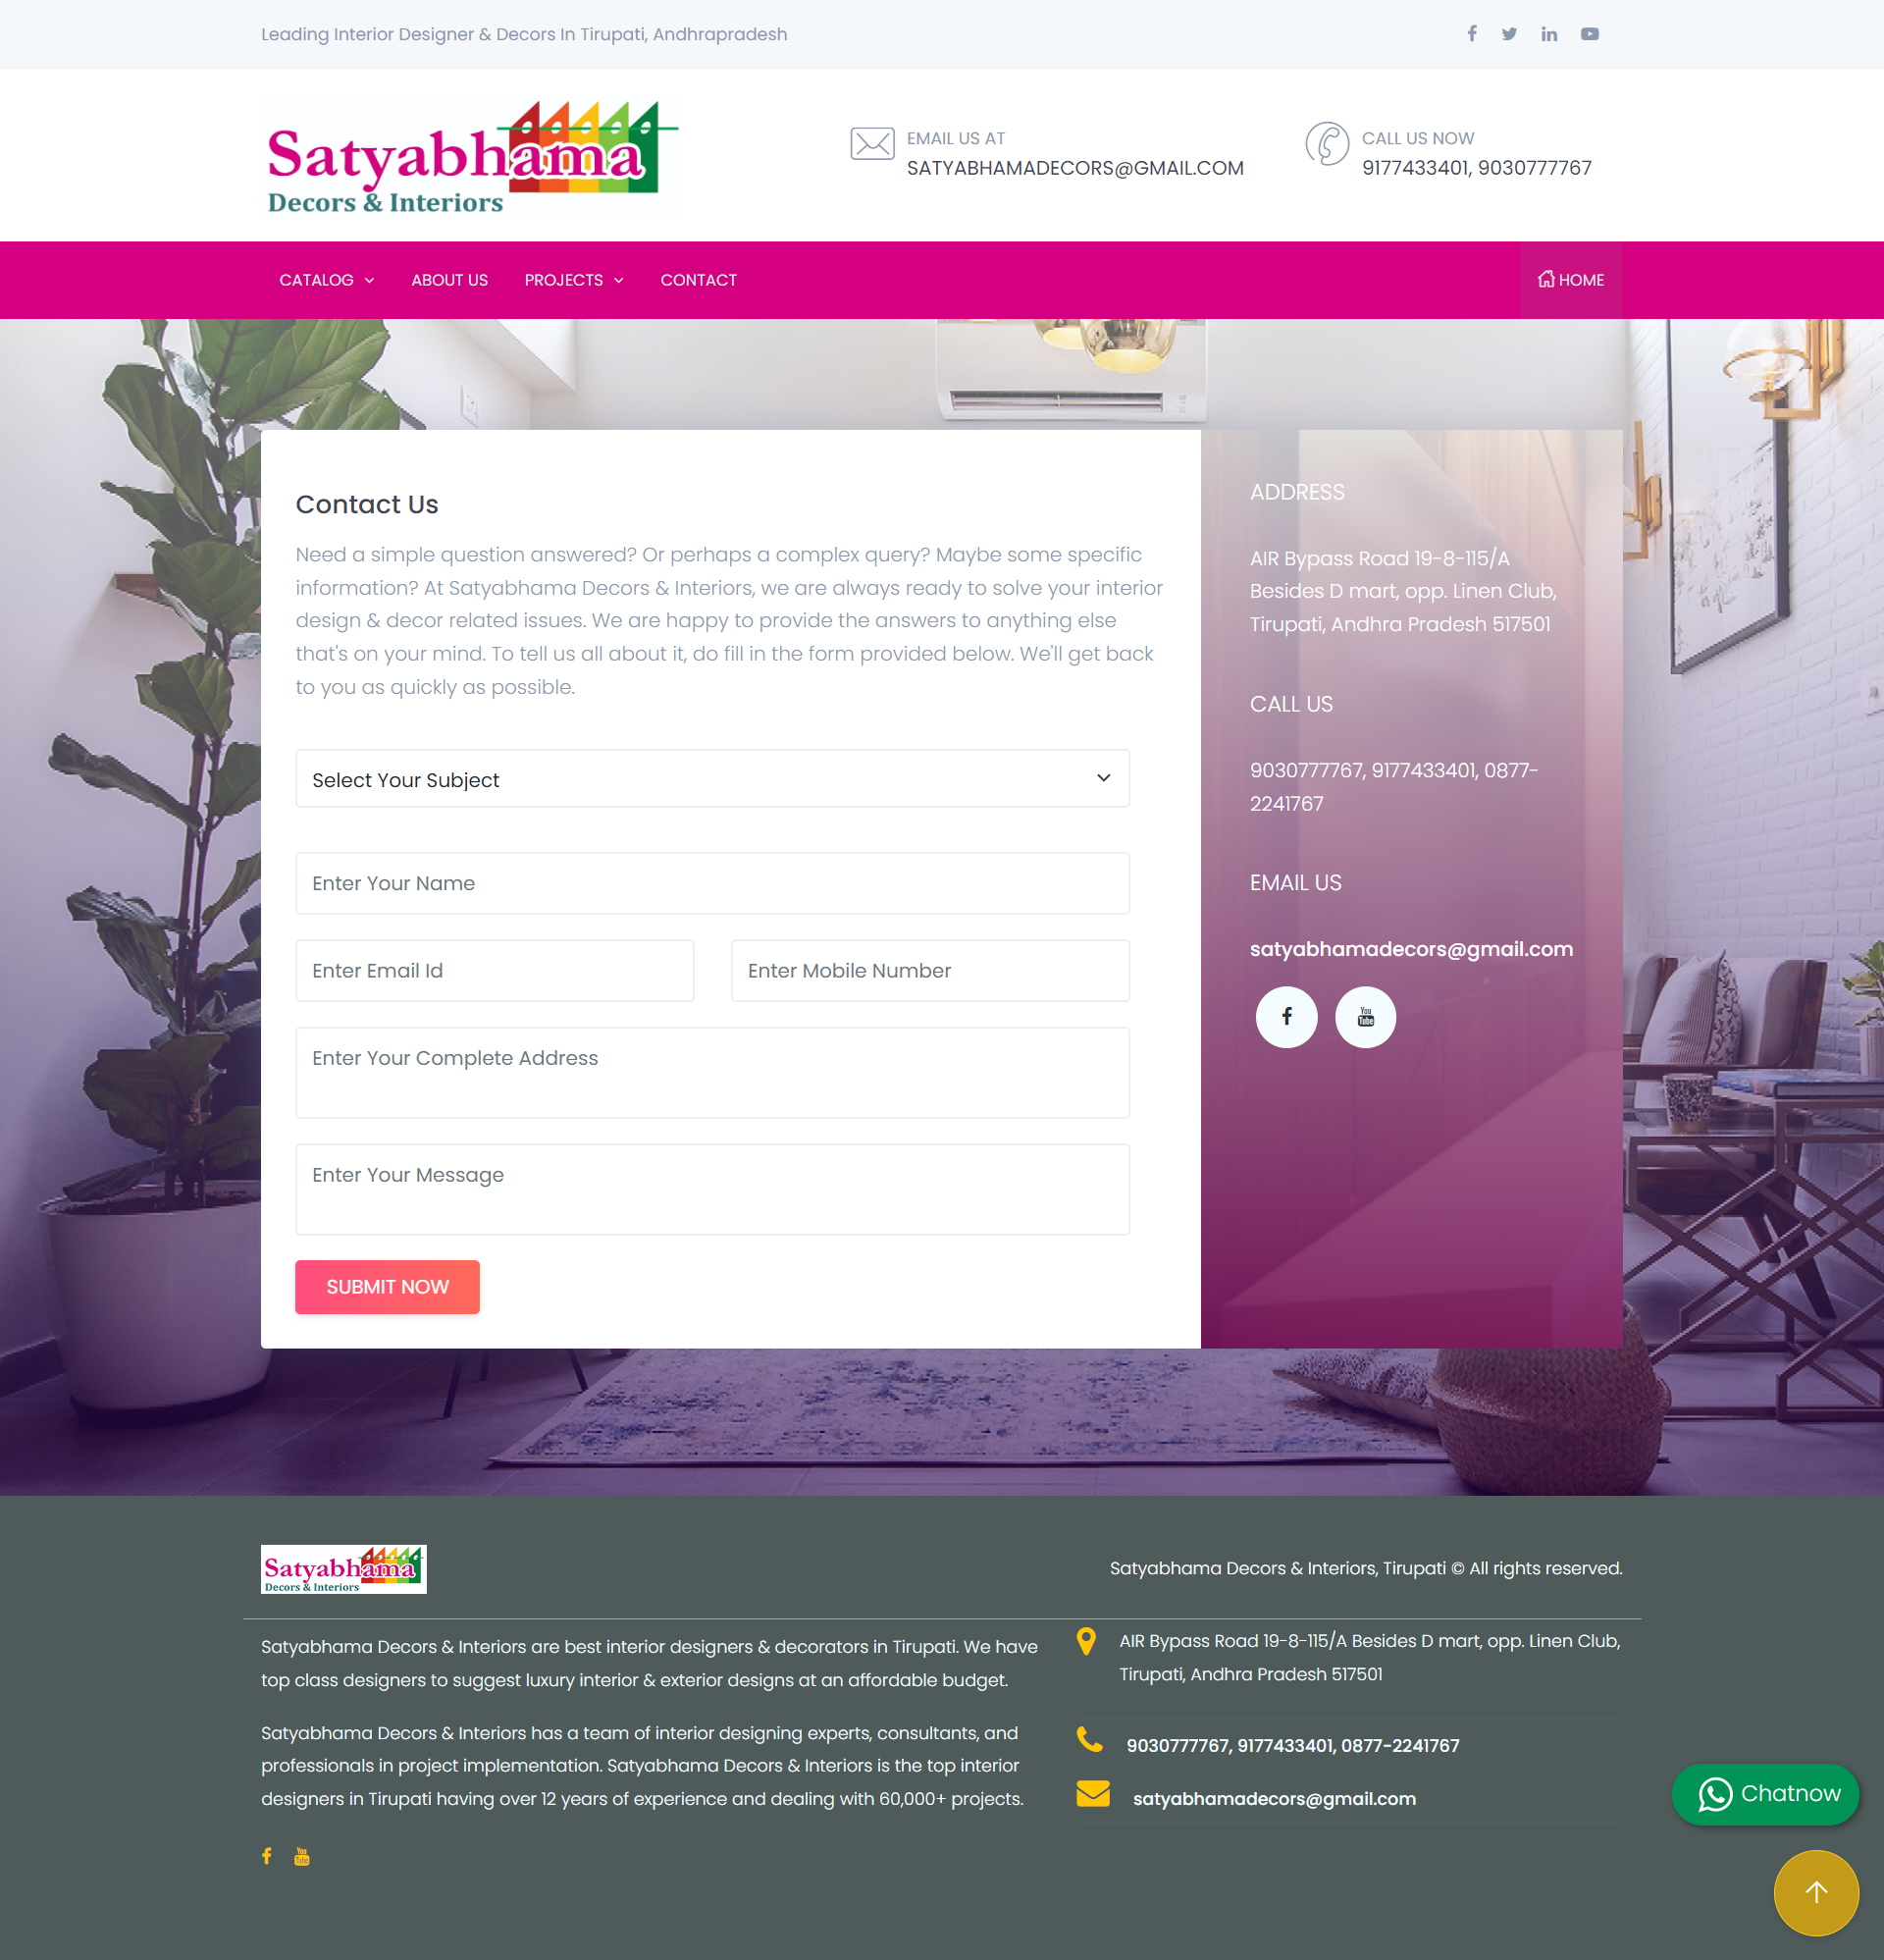 Leading Interior Designer & Decors In Tirupati, Andhrapradesh
Satyabhama
Decors & Interiors
EMAIL US AT
SATYABHAMADECORS@GMAIL.COM
CALL US NOW
9177433401, 9030777767
CATALOG
ABOUT US
PROJECTS
CONTACT
HOME
Contact Us
Need a simple question answered? Or perhaps a complex query? Maybe some specific
information? At Satyabhama Decors & Interiors, we are always ready to solve your interior
design & decor related issues. We are happy to provide the answers to anything else
that's on your mind. To tell us all about it, do fill in the form provided below. We'll get back
to you as quickly as possible.
Select Your Subject
Enter Your Name
Enter Email Id
Enter Mobile Number
Enter Your Complete Address
Enter Your Message
SUBMIT NOW
ADDRESS
AIR Bypass Road 19-8-115/A
Besides D mart, opp. Linen Club,
Tirupati, Andhra Pradesh 517501
CALL US
9030777767, 9177433401, 0877-
2241767
EMAIL US
satyabhamadecors@gmail.com
You
Tube
Satyabhama
Decors & Interiors
Satyabhama Decors & Interiors, Tirupati © All rights reserved.
Satyabhama Decors & Interiors are best interior designers & decorators in Tirupati. We have
top class designers to suggest luxury interior & exterior designs at an affordable budget.
Satyabhama Decors & Interiors has a team of interior designing experts, consultants, and
professionals in project implementation. Satyabhama Decors & Interiors is the top interior
designers in Tirupati having over 12 years of experience and dealing with 60,000+ projects.
You
Tube
AIR Bypass Road 19-8-115/A Besides D mart, opp. Linen Club,
Tirupati, Andhra Pradesh 517501
9030777767, 9177433401, 0877-2241767
satyabhamadecors@gmail.com
Chatnow